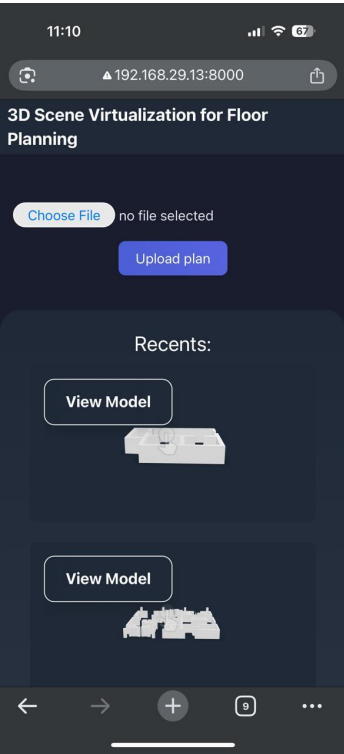 11:10
67
192.168.29.13:8000
3D Scene Virtualization for Floor
Planning
Choose File no file selected
Upload plan
Recents:
View Model
View Model
9